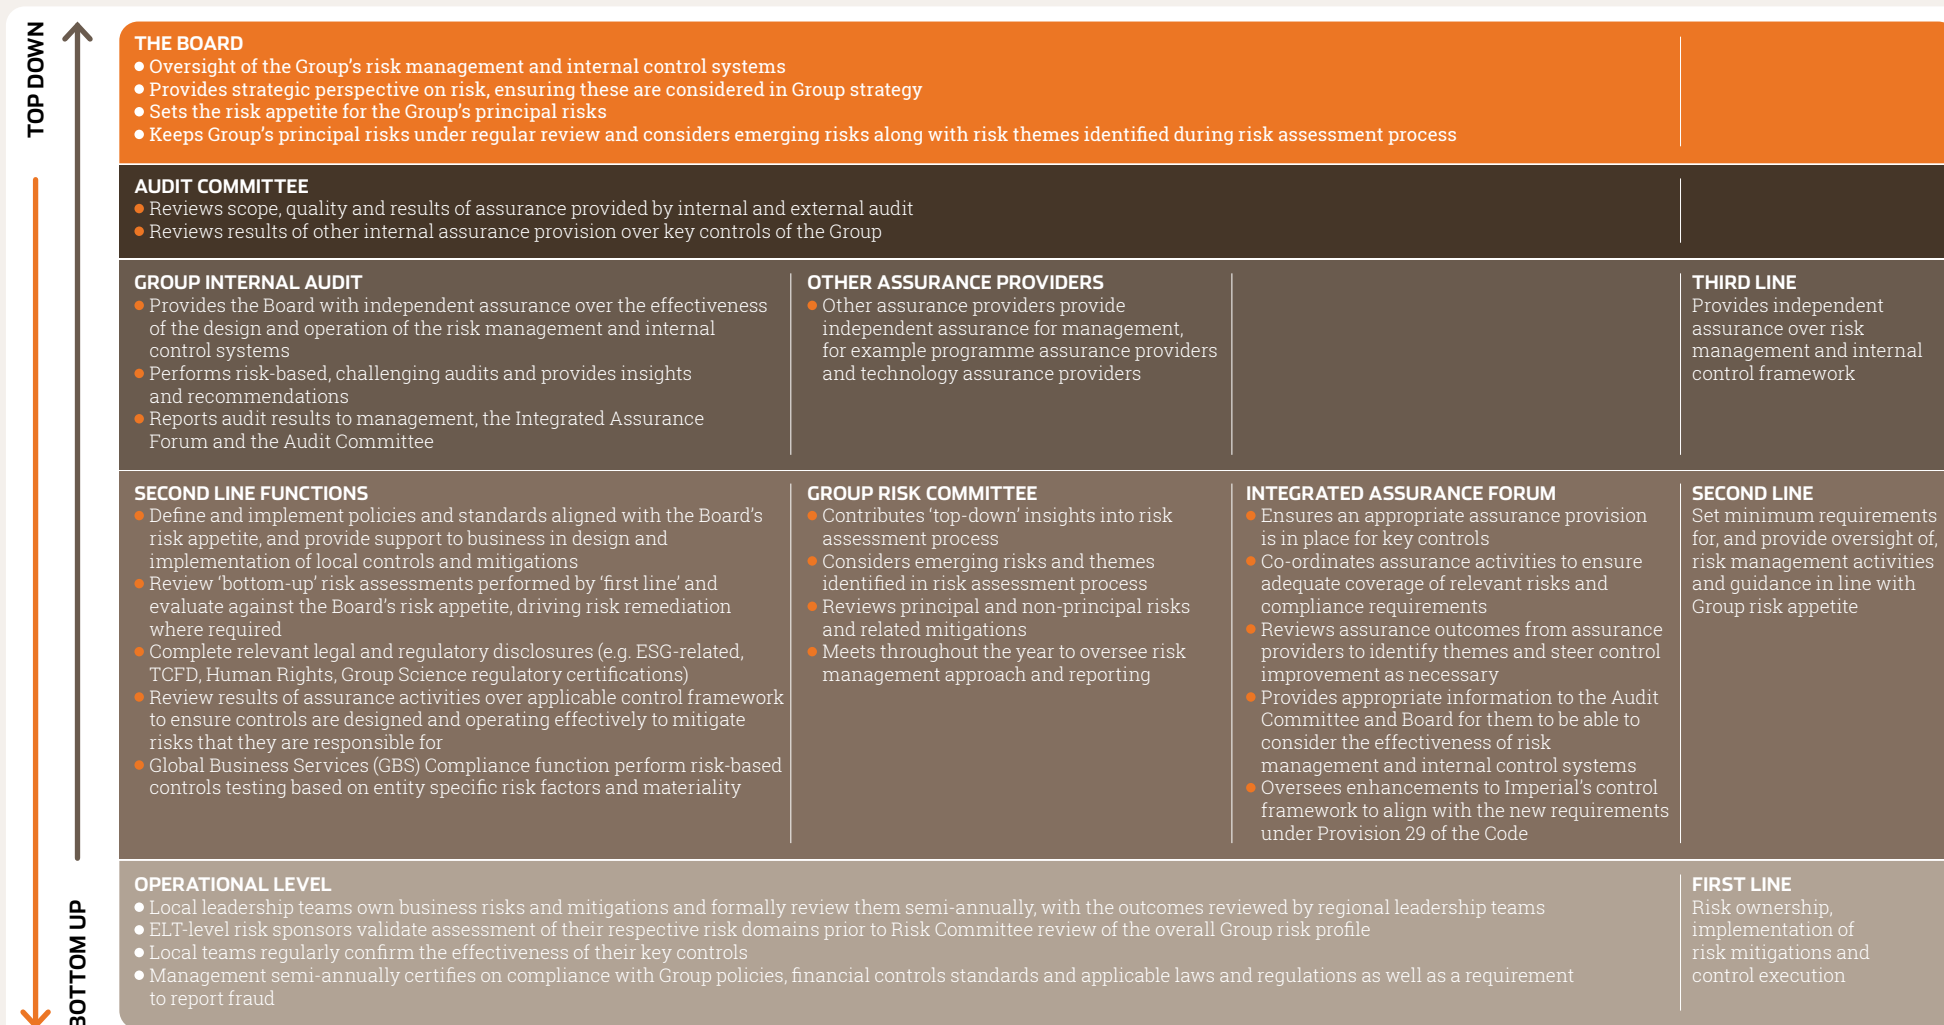 TOP DOWN
THE BOARD
● Oversight of the Group's risk management and internal control systems
● Provides strategic perspective on risk, ensuring these are considered in Group strategy
● Sets the risk appetite for the Group's principal risks
● Keeps Group's principal risks under regular review and considers emerging risks along with risk themes identified during risk assessment process
AUDIT COMMITTEE
● Reviews scope, quality and results of assurance provided by internal and external audit
● Reviews results of other internal assurance provision over key controls of the Group
GROUP INTERNAL AUDIT
● Provides the Board with independent assurance over the effectiveness
of the design and operation of the risk management and internal
control systems
● Performs risk-based, challenging audits and provides insights
and recommendations
● Reports audit results to management, the Integrated Assurance
Forum and the Audit Committee
OTHER ASSURANCE PROVIDERS
● Other assurance providers provide
independent assurance for management,
for example programme assurance providers
and technology assurance providers
THIRD LINE
Provides independent
assurance over risk
management and internal
control framework
SECOND LINE FUNCTIONS
● Define and implement policies and standards aligned with the Board's
risk appetite, and provide support to business in design and
implementation of local controls and mitigations
● Review 'bottom-up' risk assessments performed by 'first line' and
evaluate against the Board's risk appetite, driving risk remediation
where required
● Complete relevant legal and regulatory disclosures (e.g. ESG-related,
TCFD, Human Rights, Group Science regulatory certifications)
● Review results of assurance activities over applicable control framework
to ensure controls are designed and operating effectively to mitigate
risks that they are responsible for
● Global Business Services (GBS) Compliance function perform risk-based
controls testing based on entity specific risk factors and materiality
GROUP RISK COMMITTEE
● Contributes 'top-down' insights into risk
assessment process
● Considers emerging risks and themes
identified in risk assessment process
● Reviews principal and non-principal risks
and related mitigations
● Meets throughout the year to oversee risk
management approach and reporting
INTEGRATED ASSURANCE FORUM
● Ensures an appropriate assurance provision
is in place for key controls
● Co-ordinates assurance activities to ensure
adequate coverage of relevant risks and
compliance requirements
● Reviews assurance outcomes from assurance
providers to identify themes and steer control
improvement as necessary
● Provides appropriate information to the Audit
Committee and Board for them to be able to
consider the effectiveness of risk
management and internal control systems
● Oversees enhancements to Imperial's control
framework to align with the new requirements
under Provision 29 of the Code
SECOND LINE
Set minimum requirements
for, and provide oversight of,
risk management activities
and guidance in line with
Group risk appetite
BOTTOM UP
OPERATIONAL LEVEL
● Local leadership teams own business risks and mitigations and formally review them semi-annually, with the outcomes reviewed by regional leadership teams
● ELT-level risk sponsors validate assessment of their respective risk domains prior to Risk Committee review of the overall Group risk profile
● Local teams regularly confirm the effectiveness of their key controls
● Management semi-annually certifies on compliance with Group policies, financial controls standards and applicable laws and regulations as well as a requirement
to report fraud
FIRST LINE
Risk ownership,
implementation of
risk mitigations and
control execution